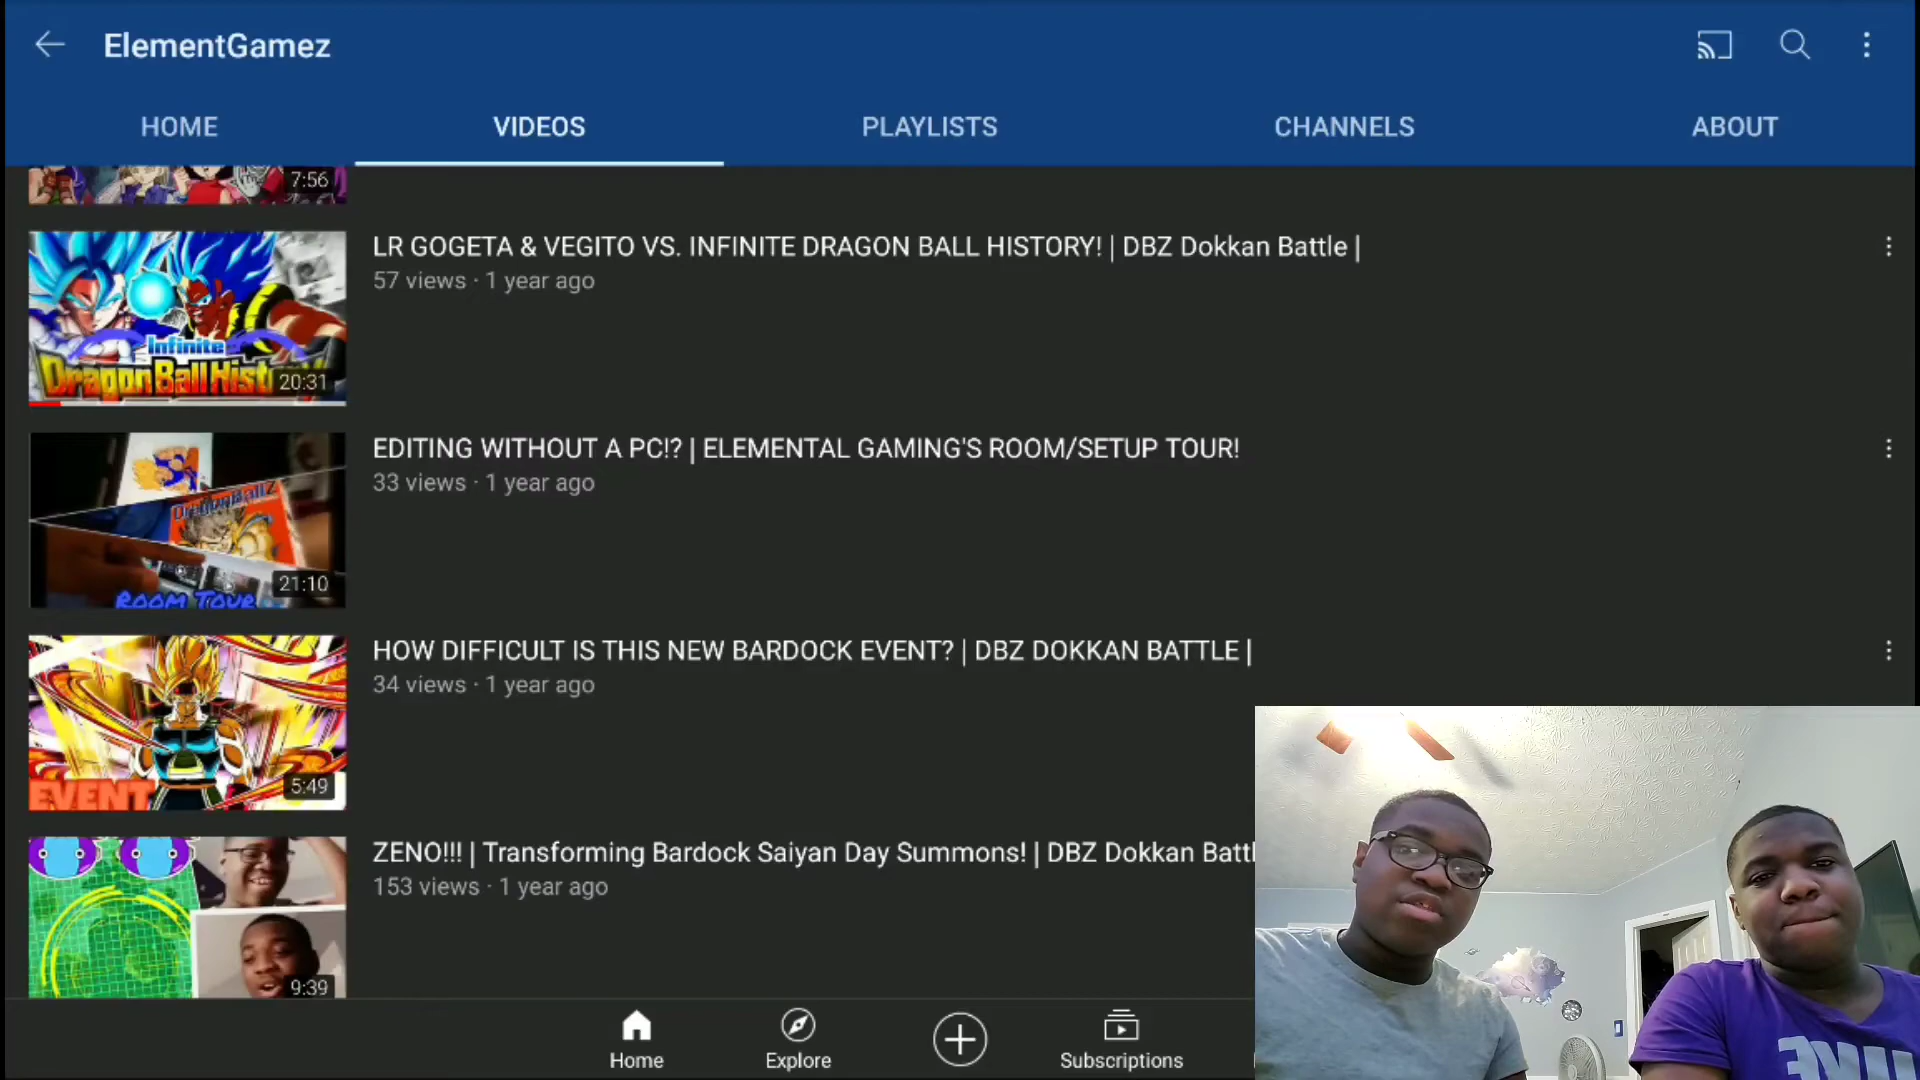 ElementGamez
HOME VIDEOS PLAYLISTS CHANNELS ABOUT
7:56
LR GOGETA & VEGITO VS. INFINITE DRAGON BALL HISTORY! | DBZ Dokkan Battle |
57 views · 1 year ago
Infinite
20:31
EDITING WITHOUT A PC!? | ELEMENTAL GAMING'S ROOM/SETUP TOUR!
33 views · 1 year ago
DragonBall Z
21:10
ROOM TOUR
HOW DIFFICULT IS THIS NEW BARDOCK EVENT? | DBZ DOKKAN BATTLE |
34 views · 1 year ago
5:49
EVENT
ZENO!!! | Transforming Bardock Saiyan Day Summons! | DBZ Dokkan
153 views · 1 year ago
9:39
Home Explore Subscriptions